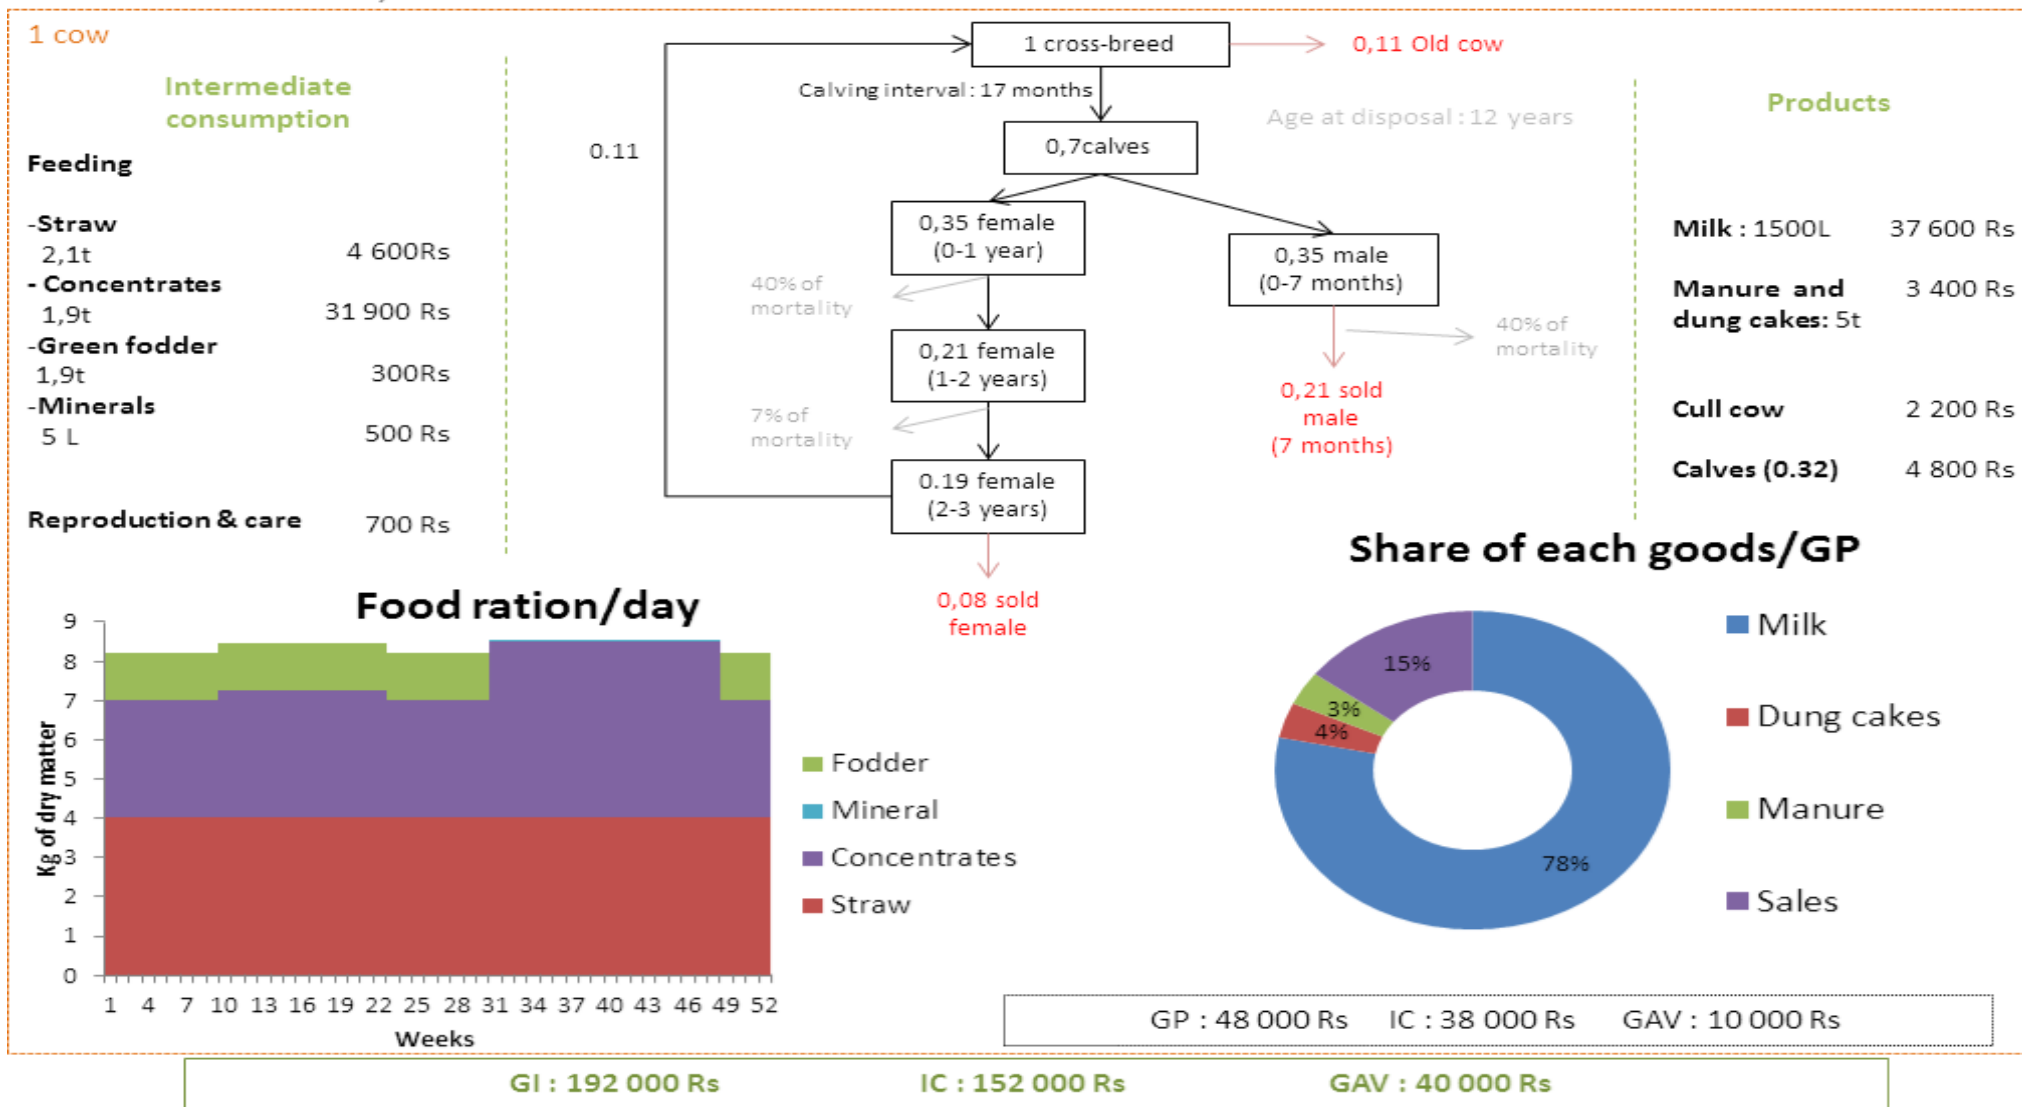 1 cow
Intermediate
consumption
Feeding
-Straw
2,1t 4 600Rs
- Concentrates
1,9t 31 900 Rs
-Green fodder
1,9t 300Rs
-Minerals
5 L 500 Rs
Reproduction & care 700 Rs
1 cross-breed
0,11 Old cow
Calving interval : 17 months
Age at disposal : 12 years
0.11
0,7calves
0,35 female
(0-1 year)
0,35 male
(0-7 months)
40% of
mortality
40% of
mortality
0,21 female
(1-2 years)
0,21 sold
male
(7 months)
7% of
mortality
0.19 female
(2-3 years)
0,08 sold
female
Products
Milk : 1500L 37 600 Rs
Manure and 3 400 Rs
dung cakes: 5t
Cull cow 2 200 Rs
Calves (0.32) 4 800 Rs
Food ration/day
Kg of dry matter
9
8
7
6
5
4
3
2
1
0
1 4 7 10 13 16 19 22 25 28 31 34 37 40 43 46 49 52
Weeks
Fodder
Mineral
Concentrates
Straw
Share of each goods/GP
15%
3%
4%
78%
Milk
Dung cakes
Manure
Sales
GP : 48 000 Rs IC : 38 000 Rs GAV : 10 000 Rs
GI : 192 000 Rs IC : 152 000 Rs GAV : 40 000 Rs